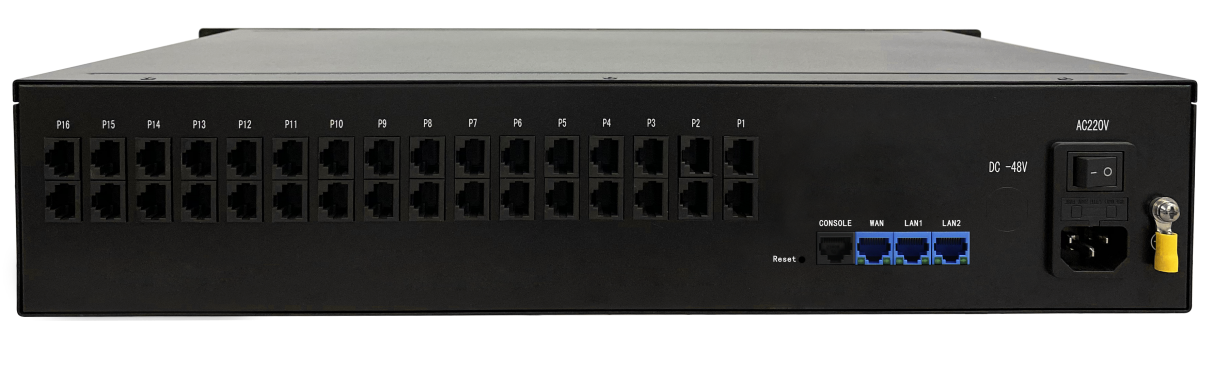 P16 P15 P14 P13 P12 P11 P10 P9 P8 P7 P6 P5 P4 P3 P2 P1
AC220V
DC -48V
CONSOLE WAN LAN1 LAN2
Reset